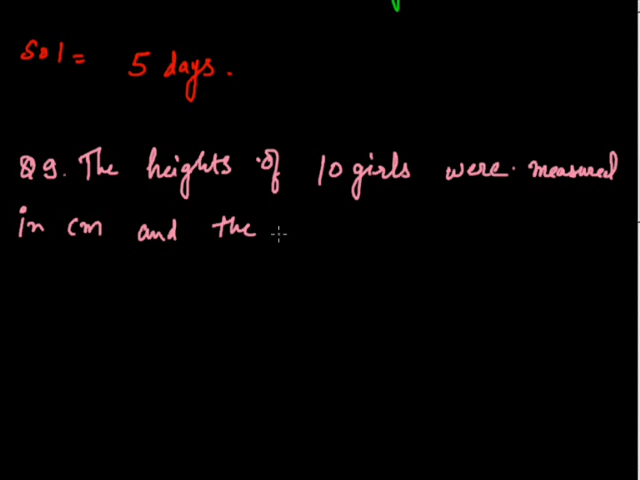 Sol = 5 days.
Q9. The heights of 10 girls were measured
in cm and the